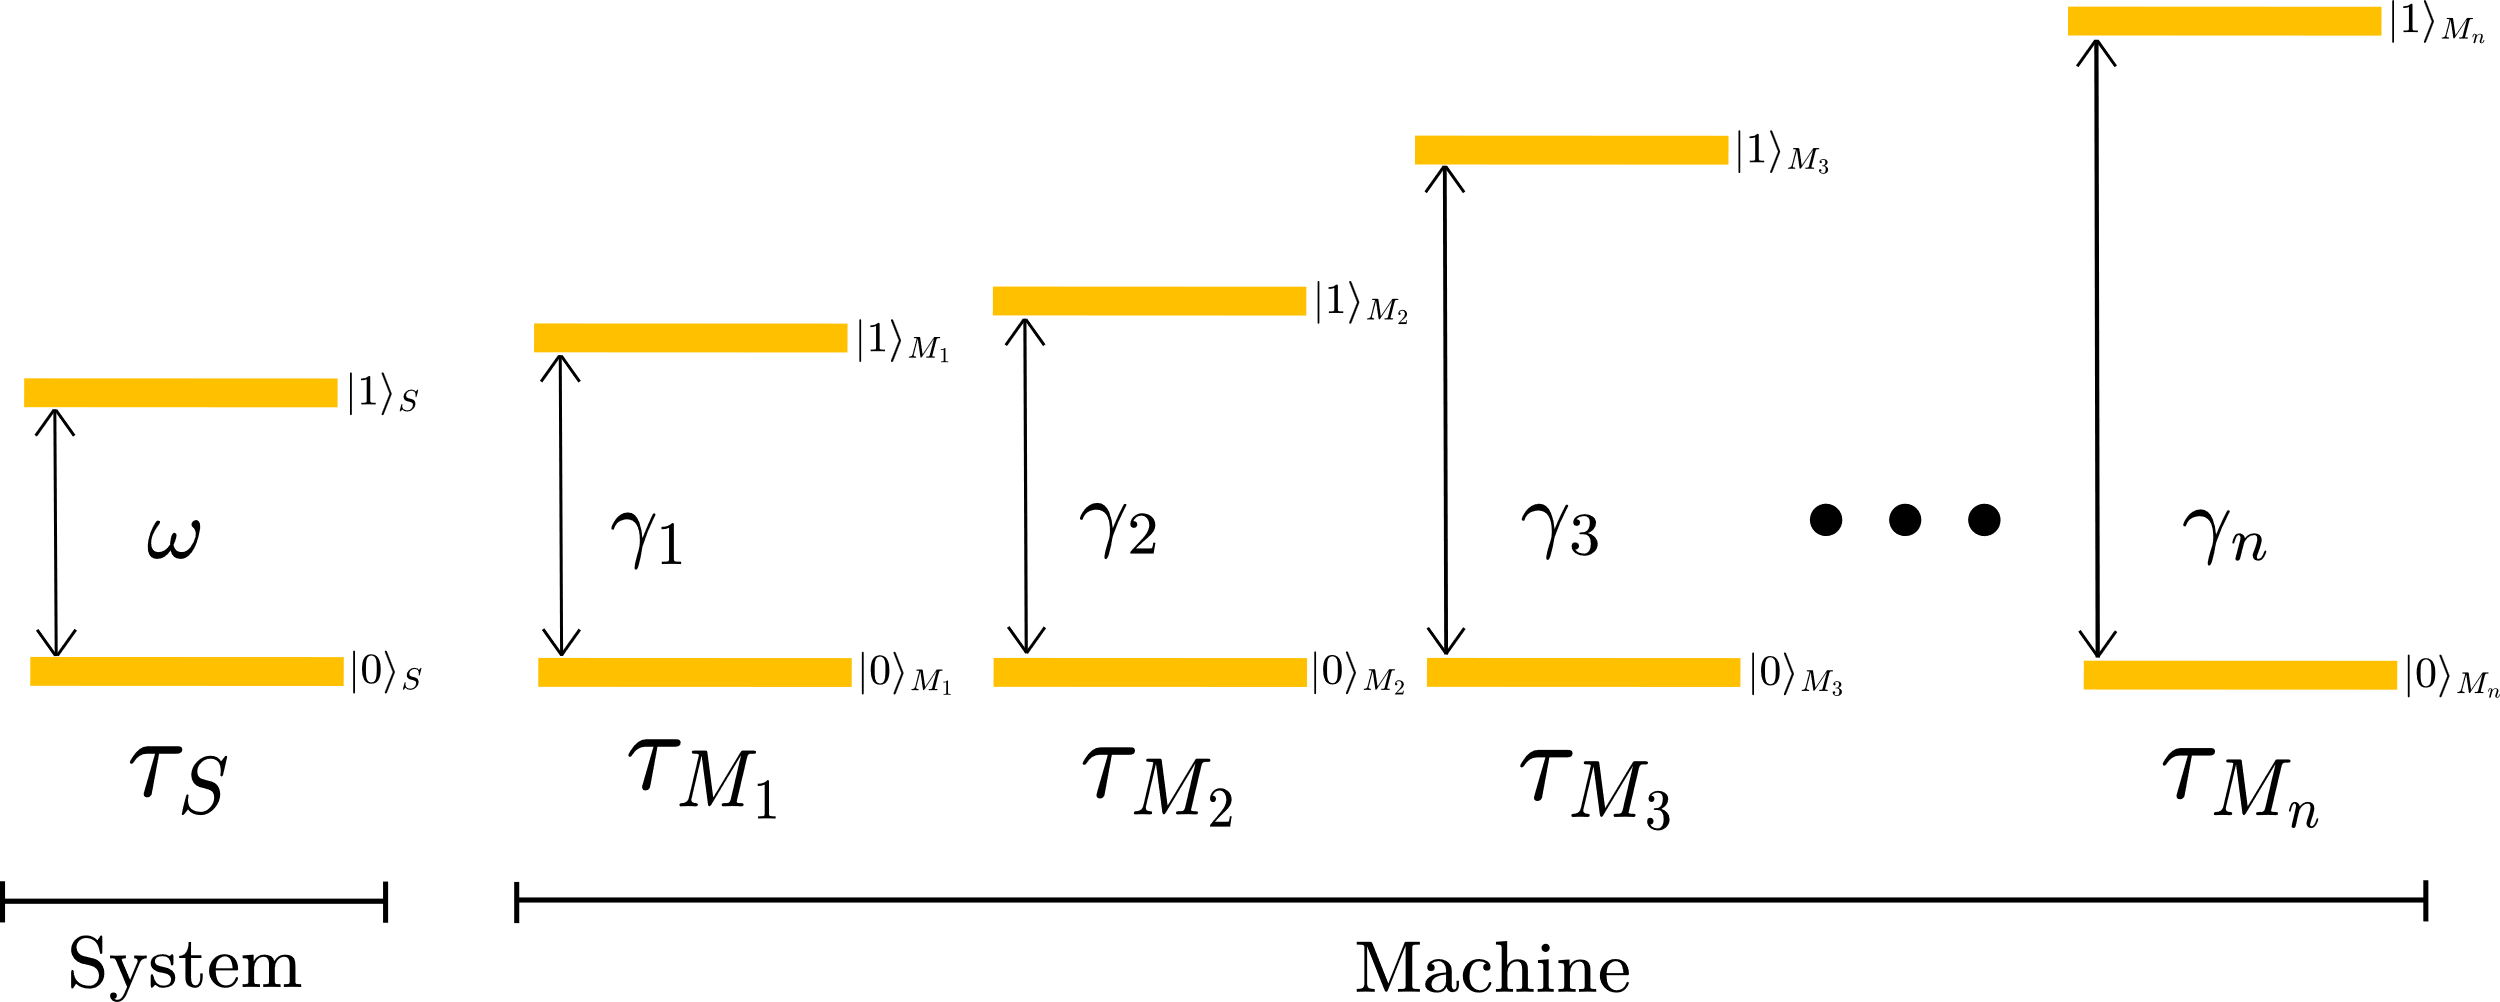 |1⟩_{M_n}
|1⟩_{M_3}
|1⟩_{M_2}
|1⟩_{M_1}
|1⟩_S
ω γ_1 γ_2 γ_3 • • • γ_n
|0⟩_S |0⟩_{M_1} |0⟩_{M_2} |0⟩_{M_3} |0⟩_{M_n}
τ_S τ_{M_1} τ_{M_2} τ_{M_3} τ_{M_n}
System Machine